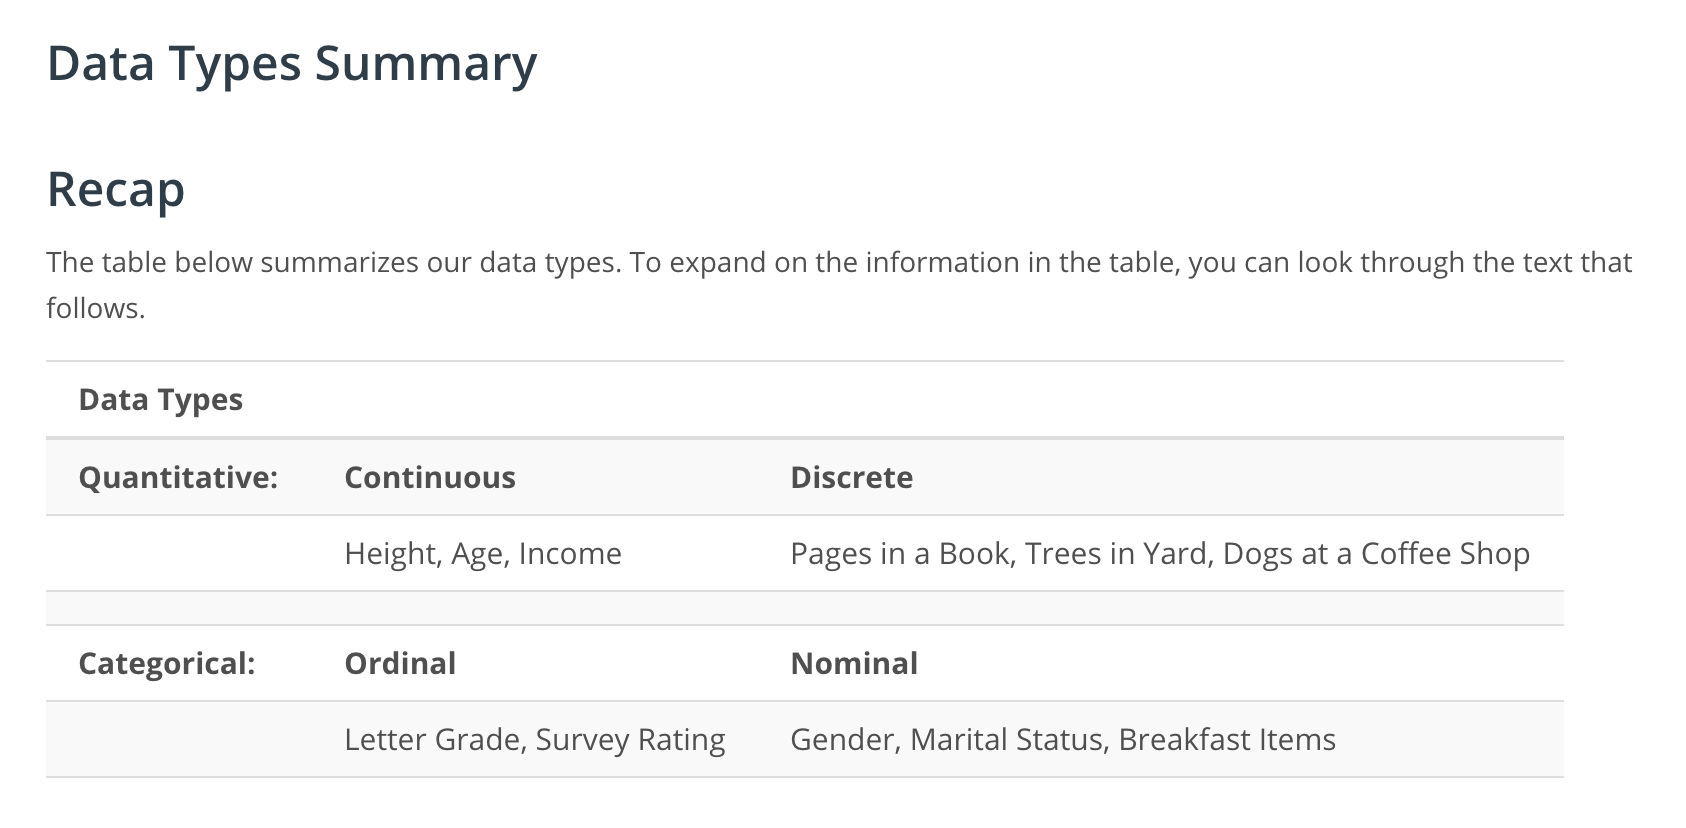 Data Types Summary
Recap
The table below summarizes our data types. To expand on the information in the table, you can look through the text that
follows.
Data Types
Quantitative: Continuous Discrete
Height, Age, Income Pages in a Book, Trees in Yard, Dogs at a Coffee Shop
Categorical: Ordinal Nominal
Letter Grade, Survey Rating Gender, Marital Status, Breakfast Items